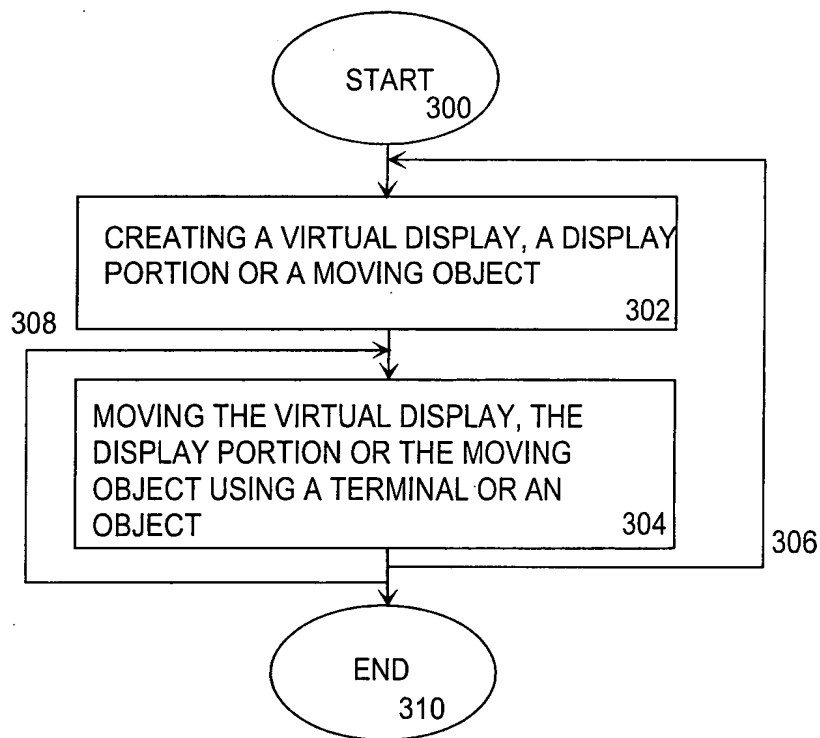 START
300
CREATING A VIRTUAL DISPLAY, A DISPLAY
PORTION OR A MOVING OBJECT
302
308
MOVING THE VIRTUAL DISPLAY, THE
DISPLAY PORTION OR THE MOVING
OBJECT USING A TERMINAL OR AN
OBJECT
304
306
END
310